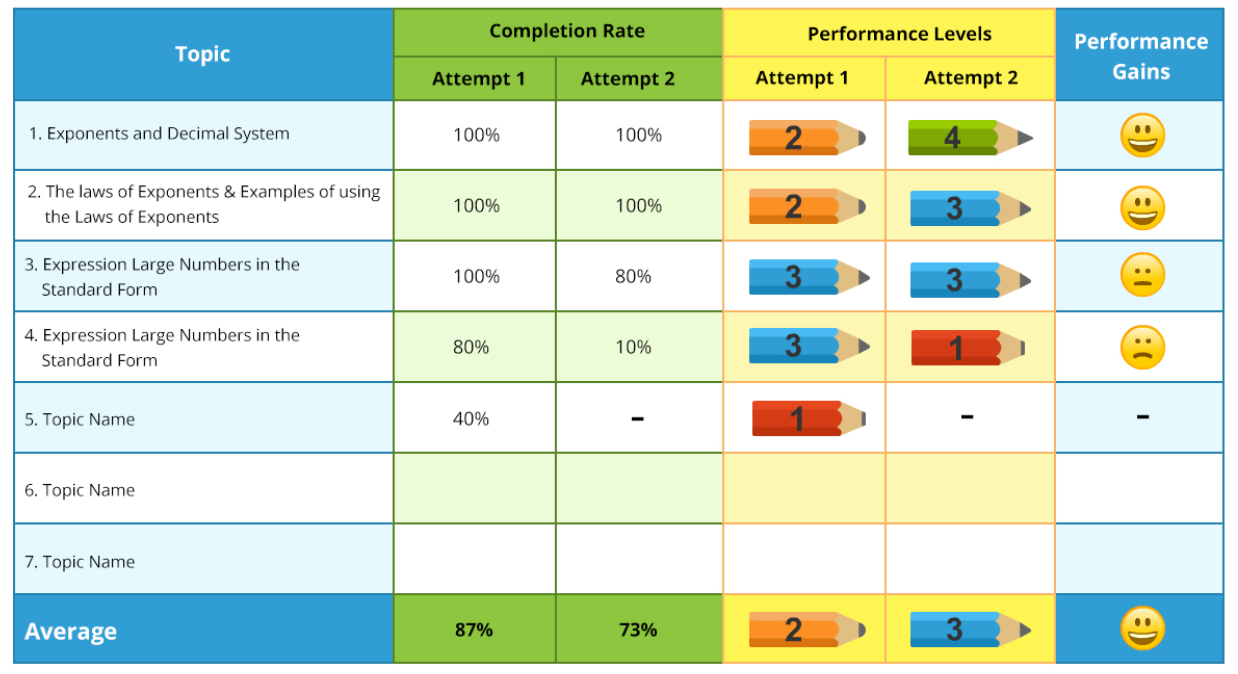 Topic
Completion Rate
Performance Levels
Performance
Gains
Attempt 1
Attempt 2
Attempt 1
Attempt 2
1. Exponents and Decimal System
100%
100%
2
4
2. The laws of Exponents & Examples of using
the Laws of Exponents
100%
100%
2
3
3. Expression Large Numbers in the
Standard Form
100%
80%
3
3
4. Expression Large Numbers in the
Standard Form
80%
10%
3
1
5. Topic Name
40%
–
1
–
–
6. Topic Name
7. Topic Name
Average
87%
73%
2
3